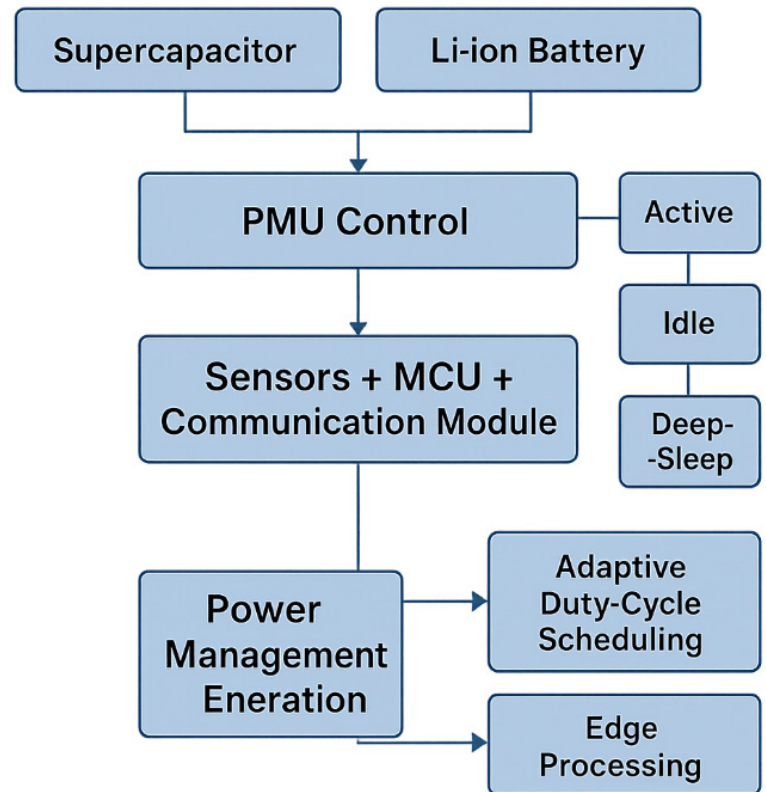 Supercapacitor
Li-ion Battery
PMU Control
Active
Idle
Sensors + MCU +
Communication Module
Deep-
-Sleep
Power
Management
Eneration
Adaptive
Duty-Cycle
Scheduling
Edge
Processing